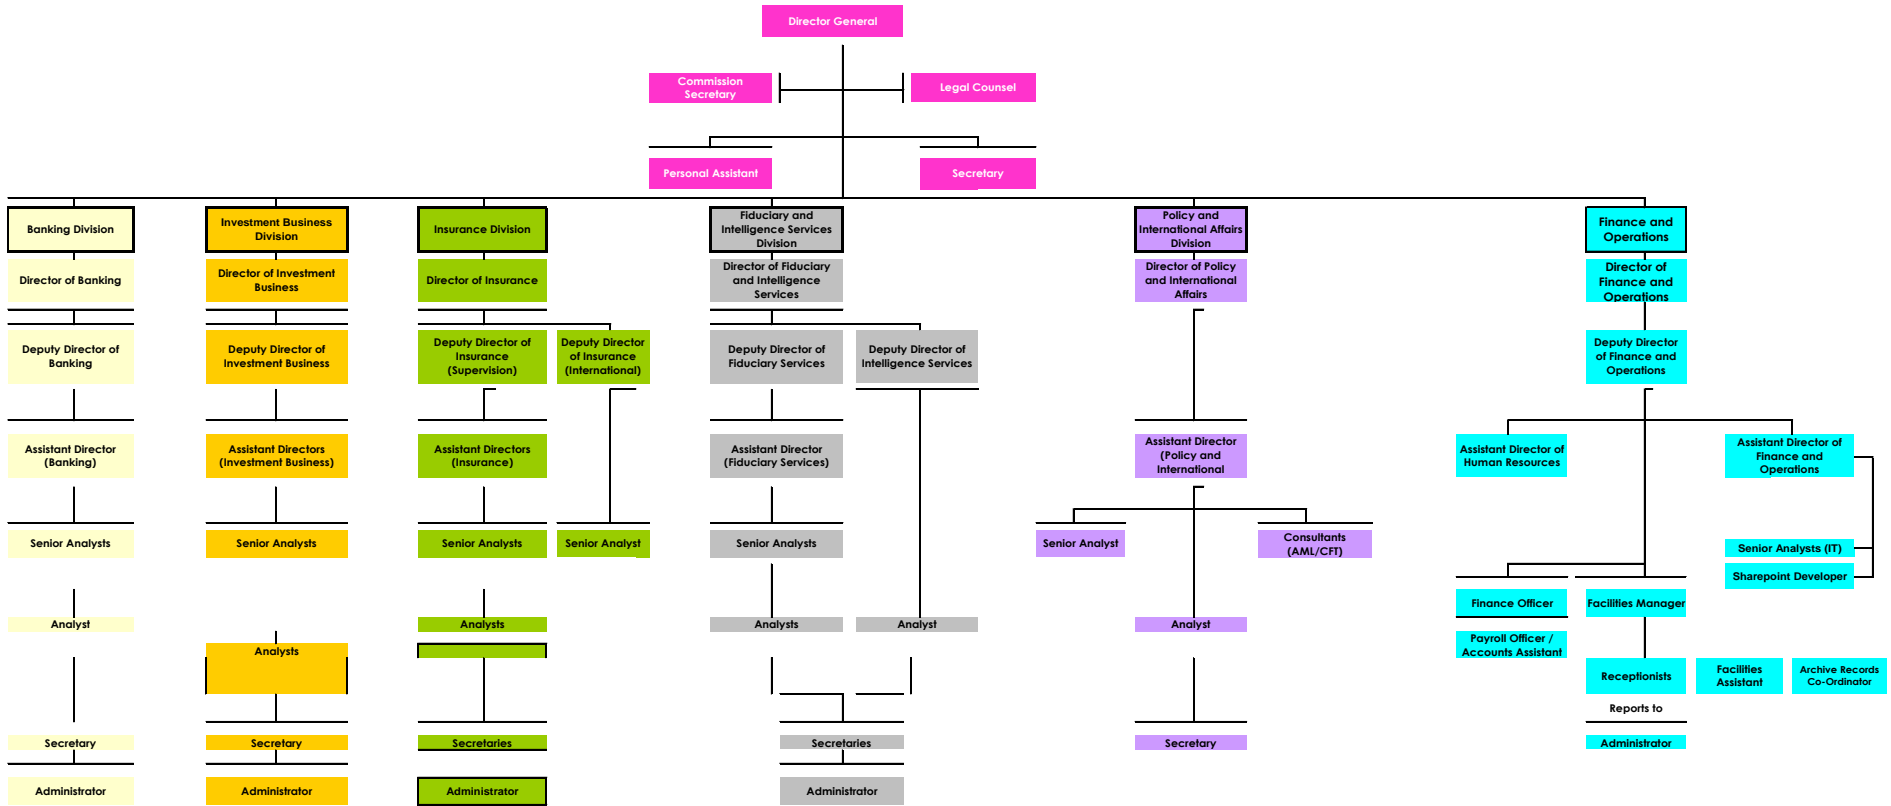 Director General
Commission
Secretary
Legal Counsel
Personal Assistant
Secretary
Banking Division
Investment Business
Division
Insurance Division
Fiduciary and
Intelligence Services
Division
Policy and
International Affairs
Division
Finance and
Operations
Director of Banking
Director of Investment
Business
Director of Insurance
Director of Fiduciary
and Intelligence
Services
Director of Policy
and International
Affairs
Director of
Finance and
Operations
Deputy Director of
Banking
Deputy Director of
Investment Business
Deputy Director of
Insurance
(Supervision)
Deputy Director
of Insurance
(International)
Deputy Director of
Fiduciary Services
Deputy Director of
Intelligence Services
Deputy Director
of Finance and
Operations
Assistant Director
(Banking)
Assistant Directors
(Investment Business)
Assistant Directors
(Insurance)
Assistant Director
(Fiduciary Services)
Assistant Director
(Policy and
International
Assistant Director of
Human Resources
Assistant Director of
Finance and
Operations
Senior Analysts
Senior Analysts
Senior Analysts
Senior Analyst
Senior Analysts
Senior Analyst
Consultants
(AML/CFT)
Senior Analysts (IT)
Sharepoint Developer
Finance Officer
Facilities Manager
Analyst
Analysts
Analysts
Analyst
Analyst
Payroll Officer /
Accounts Assistant
Analysts
Receptionists
Facilities
Assistant
Archive Records
Co-Ordinator
Reports to
Secretary
Secretary
Secretaries
Secretaries
Secretary
Administrator
Administrator
Administrator
Administrator
Administrator